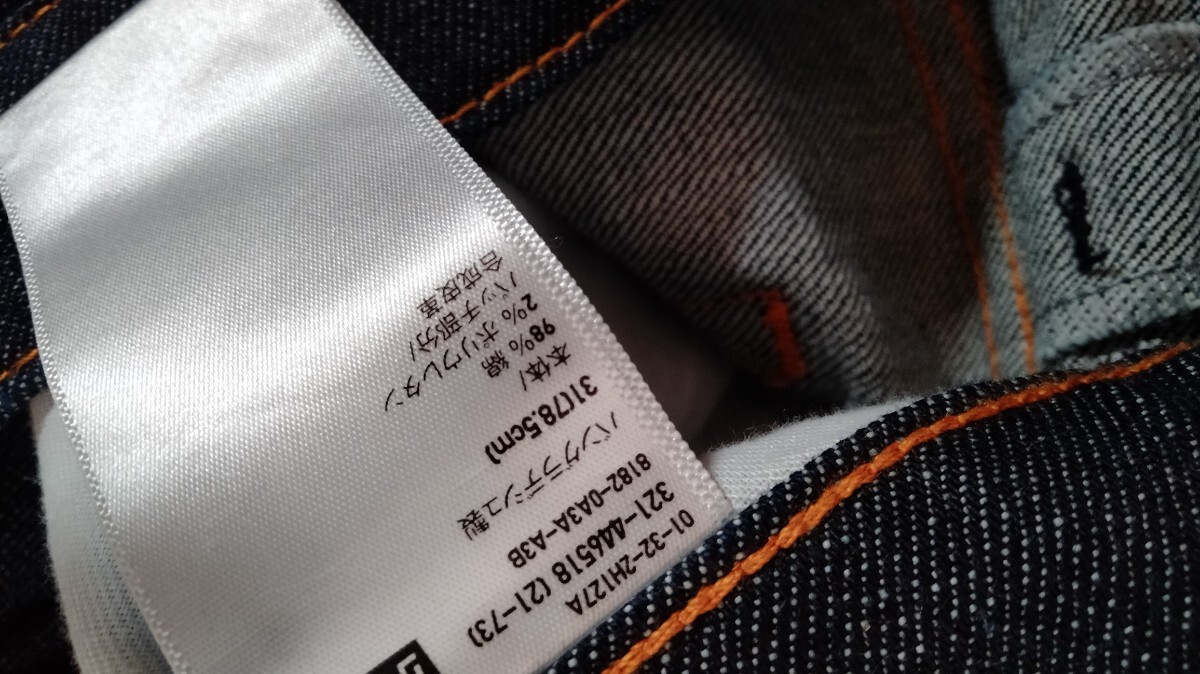 01-32-2H127A
321-446518 (21-73)
8182-0A3A-A3B
バングラデシュ製
31(78.5cm)
本体/
98% 綿
2% ポリウレタン
パッチ部分/
合成皮革